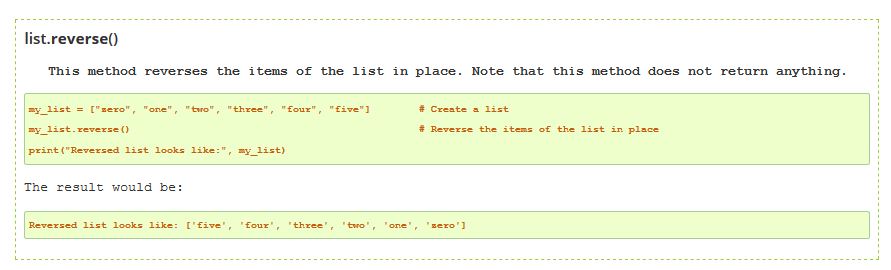 list.reverse()
This method reverses the items of the list in place. Note that this method does not return anything.
my_list = ["zero", "one", "two", "three", "four", "five"] # Create a list
my_list.reverse() # Reverse the items of the list in place
print("Reversed list looks like:", my_list)
The result would be:
Reversed list looks like: ['five', 'four', 'three', 'two', 'one', 'zero']